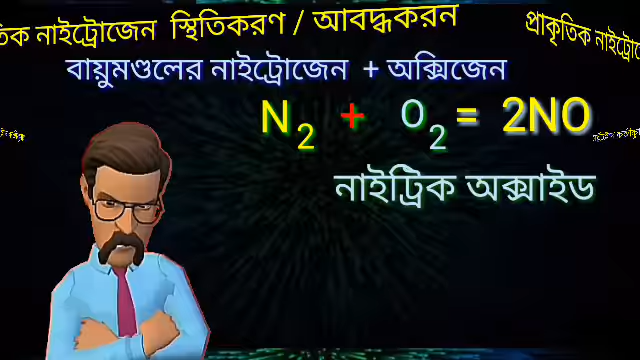 তিক নাইট্রোজেন স্থিতিকরণ / আবদ্ধকরন
প্রাকৃতিক নাইট্রোজে
বায়ুমণ্ডলের নাইট্রোজেন + অক্সিজেন
N2 + O2 = 2NO
নাইট্রিক অক্সাইড